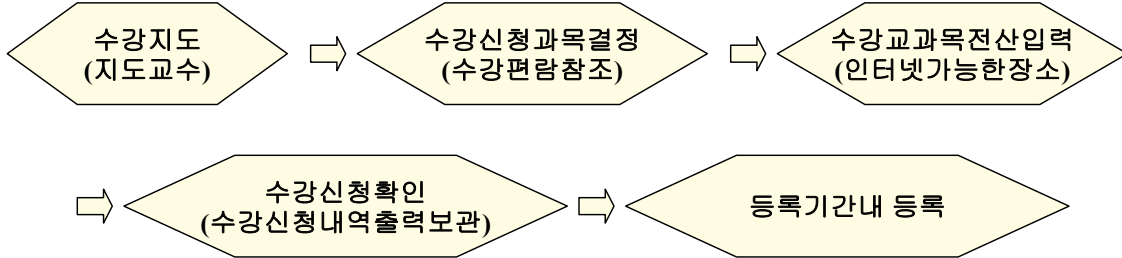 수강지도
(지도교수)
수강신청과목결정
(수강편람참조)
수강교과목전산입력
(인터넷가능한장소)
수강신청확인
(수강신청내역출력보관)
등록기간내 등록